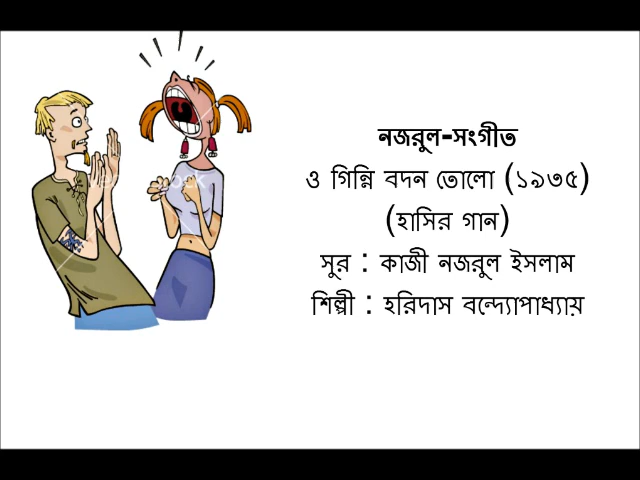 নজরুল-সংগীত
ও গিন্নি বদন তোলো (১৯৩৫)
(হাসির গান)
সুর : কাজী নজরুল ইসলাম
শিল্পী : হরিদাস বন্দ্যোপাধ্যায়